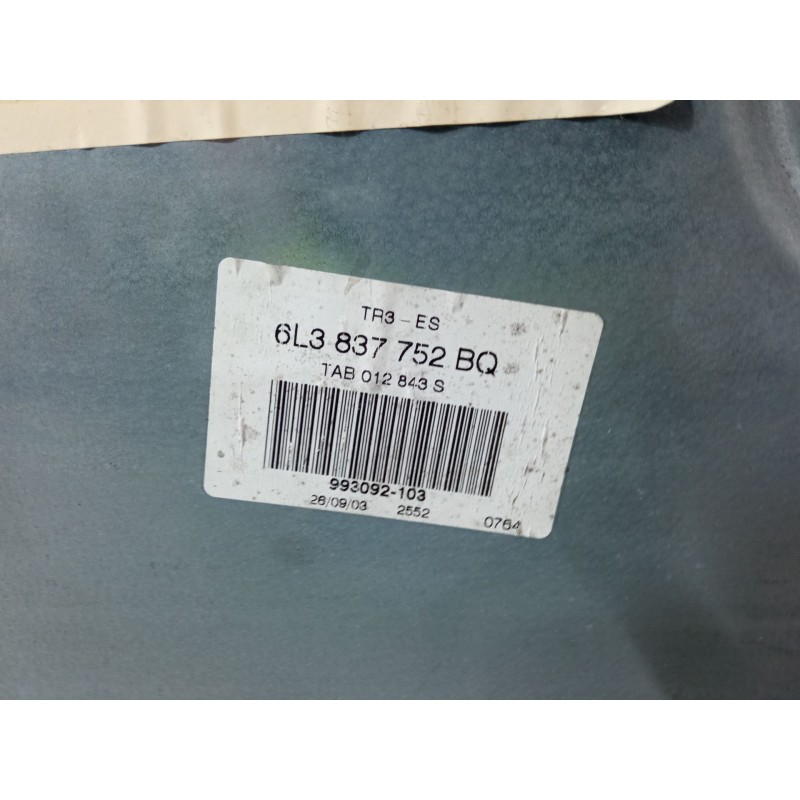 TR3 - ES
6L3 837 752 BQ
TAB 012 843 S
993092-103
26/09/03 2552 0764